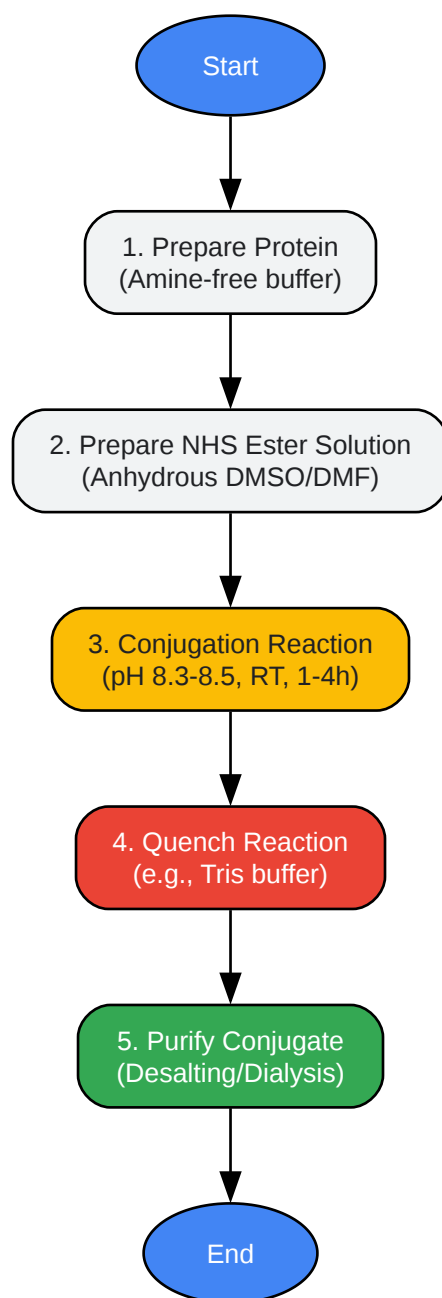 Start
1. Prepare Protein
(Amine-free buffer)
2. Prepare NHS Ester Solution
(Anhydrous DMSO/DMF)
3. Conjugation Reaction
(pH 8.3-8.5, RT, 1-4h)
4. Quench Reaction
(e.g., Tris buffer)
5. Purify Conjugate
(Desalting/Dialysis)
End